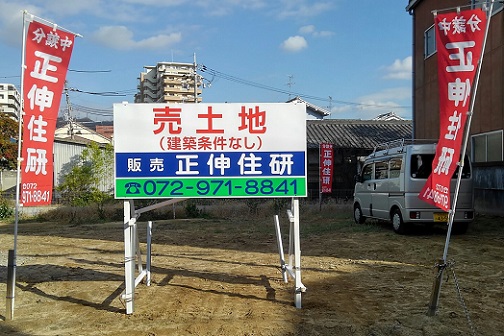 分譲中
正伸住研
072
売土地
(建築条件なし)
販売 正伸住研
☎072-971-8841
分譲中
正伸住研